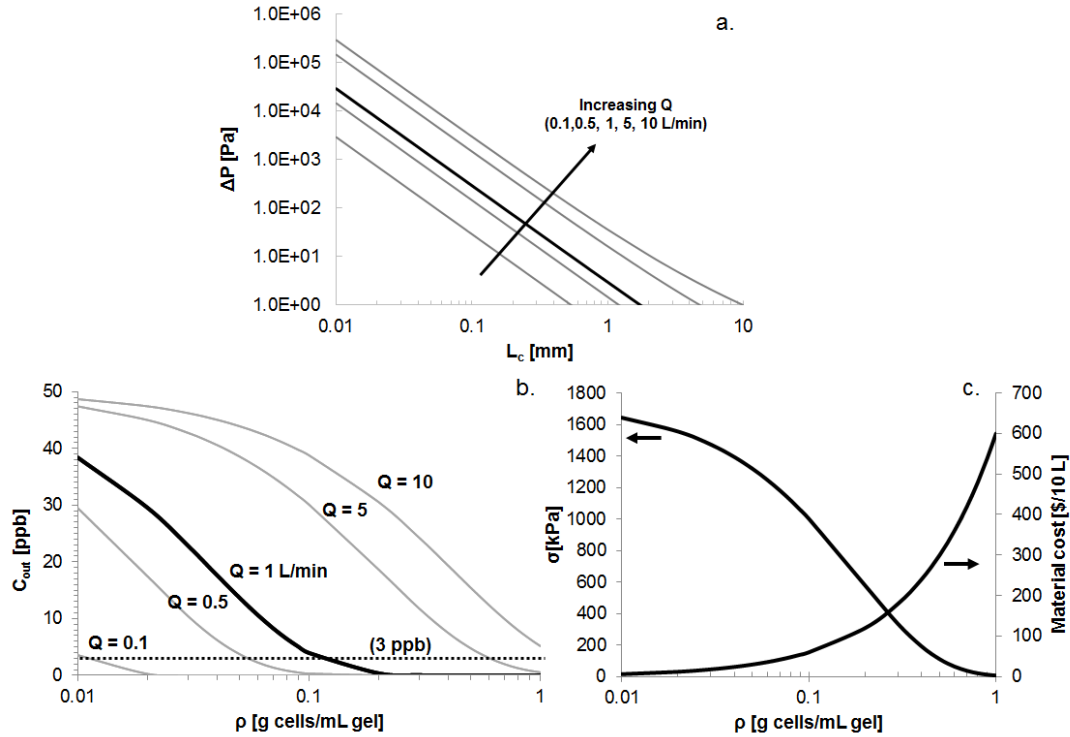 a.
1.0E+06
1.0E+05
1.0E+04
1.0E+03
1.0E+02
1.0E+01
1.0E+00
ΔP [Pa]
Increasing Q
(0.1,0.5, 1, 5, 10 L/min)
0.01 0.1 1 10
Lc [mm]
b.
50
40
30
20
10
0
Cout [ppb]
Q = 10
Q = 5
Q = 1 L/min
Q = 0.5
Q = 0.1
(3 ppb)
0.01 0.1 1
ρ [g cells/mL gel]
c.
1800
1600
1400
1200
1000
800
600
400
200
0
σ[kPa]
700
600
500
400
300
200
100
0
Material cost [$/10 L]
0.01 0.1 1
ρ [g cells/mL gel]